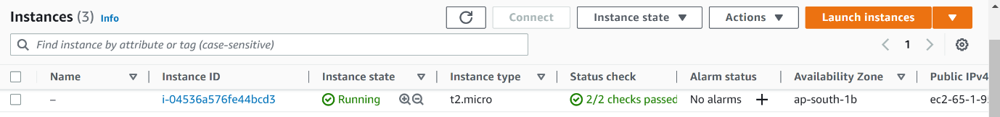 Instances (3) Info Connect Instance state Actions Launch instances
Find instance by attribute or tag (case-sensitive) 1
Name Instance ID Instance state Instance type Status check Alarm status Availability Zone Public IPv4
– i-04536a576fe44bcd3 Running t2.micro 2/2 checks passed No alarms + ap-south-1b ec2-65-1-95